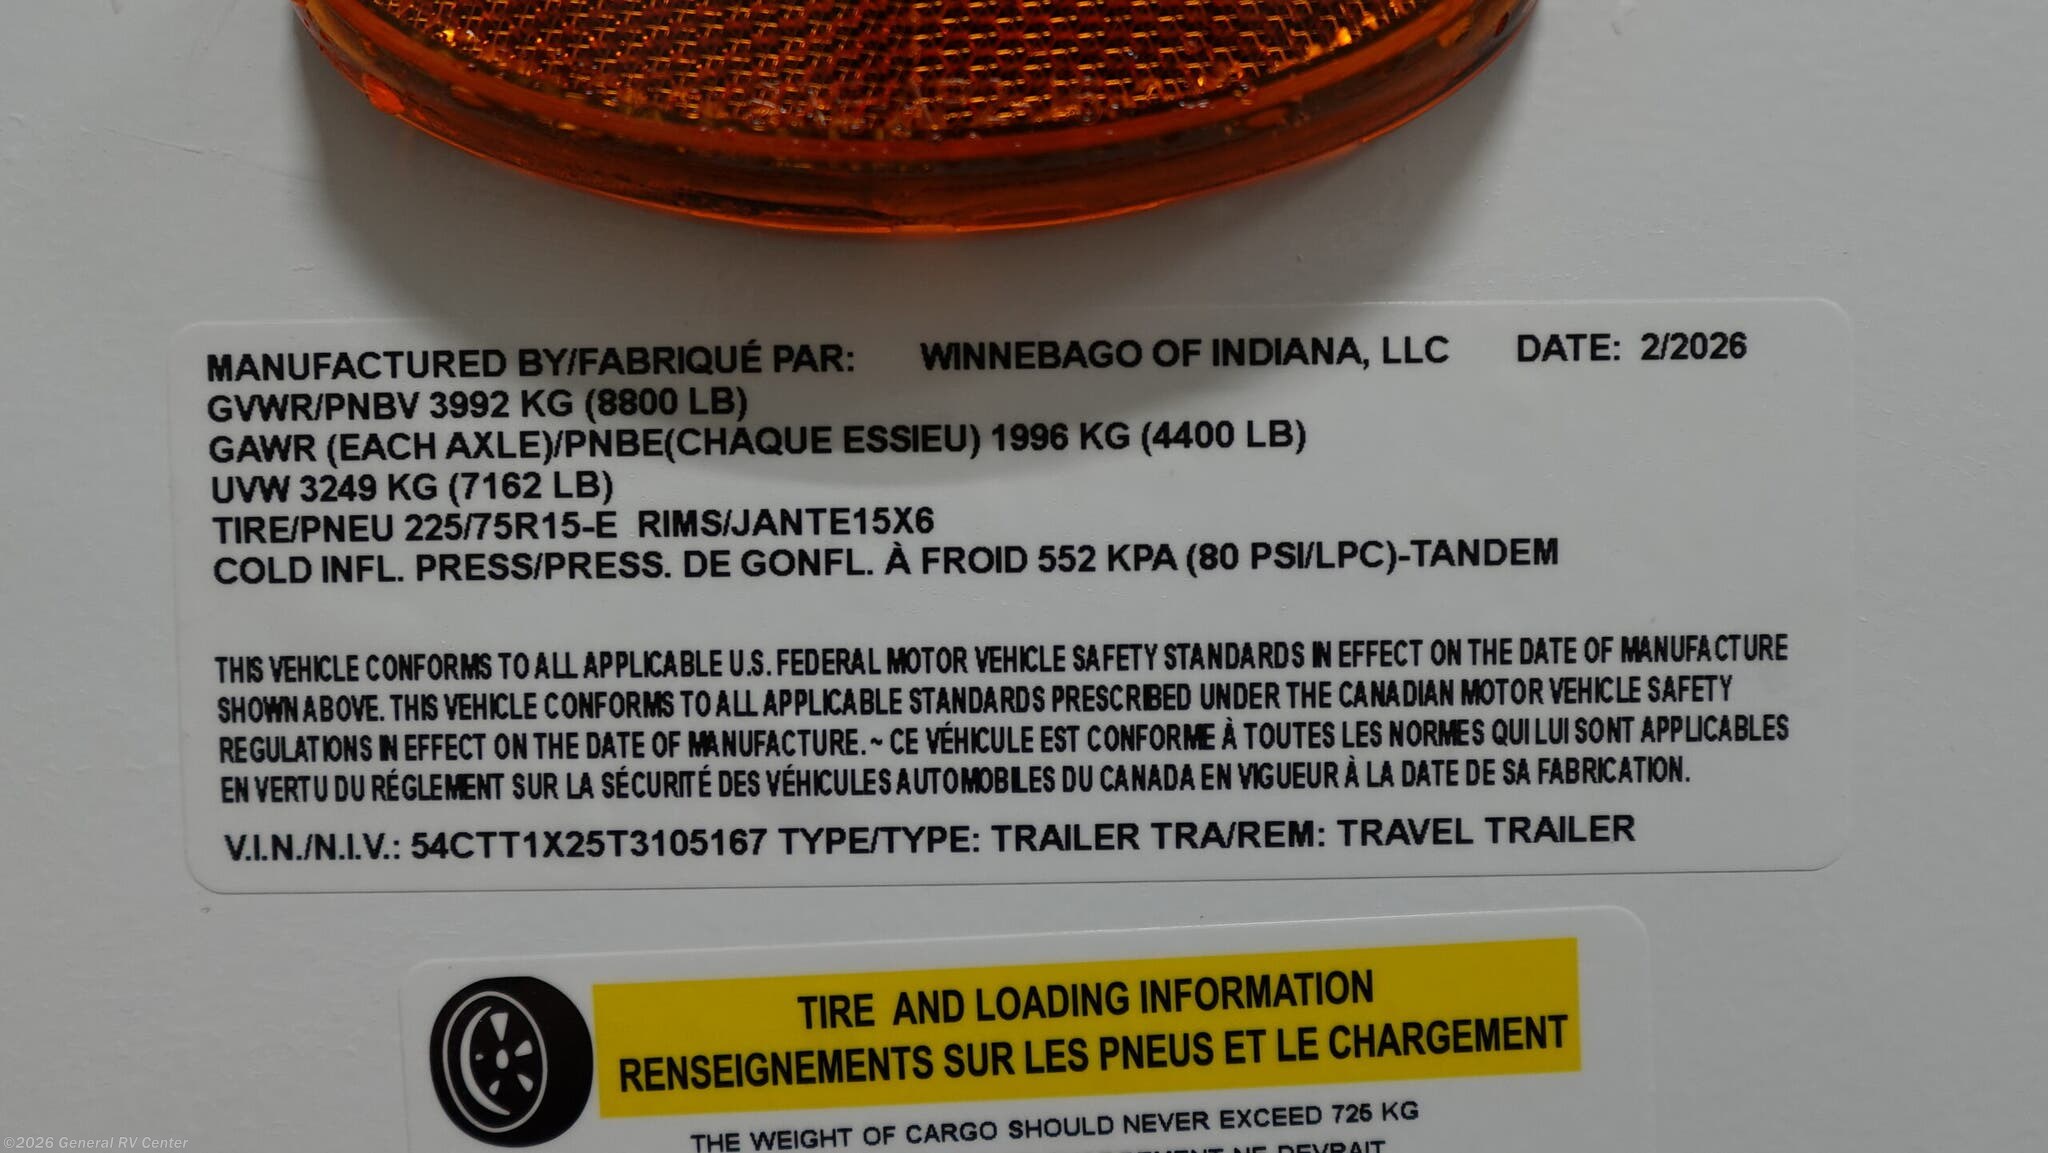 MANUFACTURED BY/FABRIQUÉ PAR: WINNEBAGO OF INDIANA, LLC DATE: 2/2026
GVWR/PNBV 3992 KG (8800 LB)
GAWR (EACH AXLE)/PNBE(CHAQUE ESSIEU) 1996 KG (4400 LB)
UVW 3249 KG (7162 LB)
TIRE/PNEU 225/75R15-E RIMS/JANTE15X6
COLD INFL. PRESS/PRESS. DE GONFL. À FROID 552 KPA (80 PSI/LPC)-TANDEM
THIS VEHICLE CONFORMS TO ALL APPLICABLE U.S. FEDERAL MOTOR VEHICLE SAFETY STANDARDS IN EFFECT ON THE DATE OF MANUFACTURE
SHOWN ABOVE. THIS VEHICLE CONFORMS TO ALL APPLICABLE STANDARDS PRESCRIBED UNDER THE CANADIAN MOTOR VEHICLE SAFETY
REGULATIONS IN EFFECT ON THE DATE OF MANUFACTURE. ~ CE VÉHICULE EST CONFORME À TOUTES LES NORMES QUI LUI SONT APPLICABLES
EN VERTU DU RÉGLEMENT SUR LA SÉCURITÉ DES VÉHICULES AUTOMOBILES DU CANADA EN VIGUEUR À LA DATE DE SA FABRICATION.
V.I.N./N.I.V.: 54CTT1X25T3105167 TYPE/TYPE: TRAILER TRA/REM: TRAVEL TRAILER
TIRE AND LOADING INFORMATION
RENSEIGNEMENTS SUR LES PNEUS ET LE CHARGEMENT
THE WEIGHT OF CARGO SHOULD NEVER EXCEED 725 KG
NE DEVRAIT
©2026 General RV Center